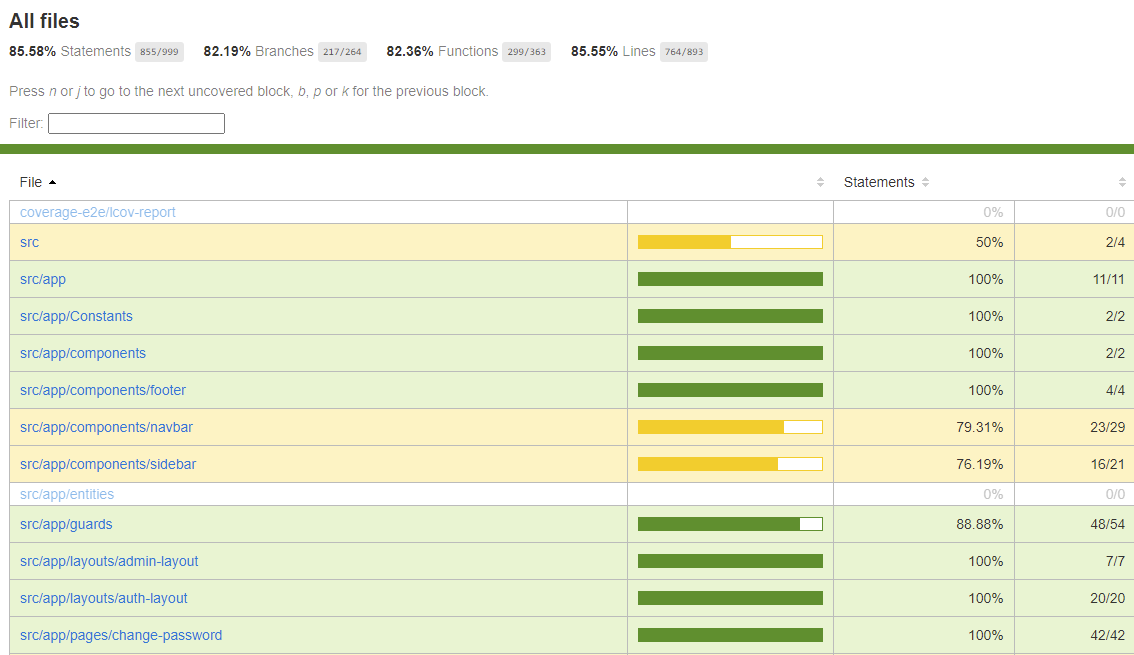 All files
85.58% Statements 855/999 82.19% Branches 217/264 82.36% Functions 299/363 85.55% Lines 764/893
Press n or j to go to the next uncovered block, b, p or k for the previous block.
Filter:
File Statements
coverage-e2e/lcov-report 0% 0/0
src 50% 2/4
src/app 100% 11/11
src/app/Constants 100% 2/2
src/app/components 100% 2/2
src/app/components/footer 100% 4/4
src/app/components/navbar 79.31% 23/29
src/app/components/sidebar 76.19% 16/21
src/app/entities 0% 0/0
src/app/guards 88.88% 48/54
src/app/layouts/admin-layout 100% 7/7
src/app/layouts/auth-layout 100% 20/20
src/app/pages/change-password 100% 42/42